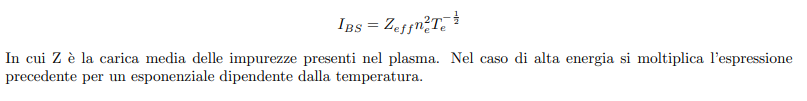 I_{BS} = Z_{eff} n_e^2 T_e^{-\frac{1}{2}}
In cui Z è la carica media delle impurezze presenti nel plasma. Nel caso di alta energia si moltiplica l'espressione
precedente per un esponenziale dipendente dalla temperatura.